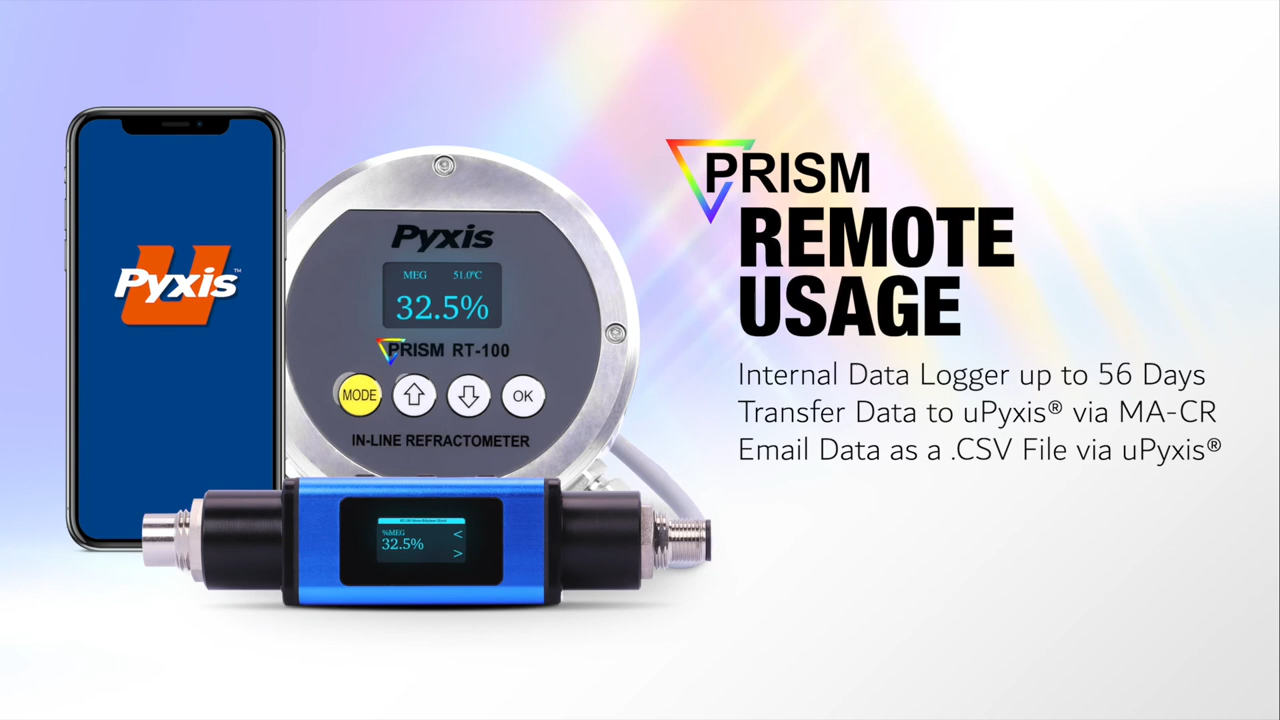 Pyxis™
U
Pyxis
MEG 51.0°C
32.5%
PRISM RT-100
MODE
OK
IN-LINE REFRACTOMETER
%MEG
32.5%
<
>
PRISM
REMOTE
USAGE
Internal Data Logger up to 56 Days
Transfer Data to uPyxis® via MA-CR
Email Data as a .CSV File via uPyxis®